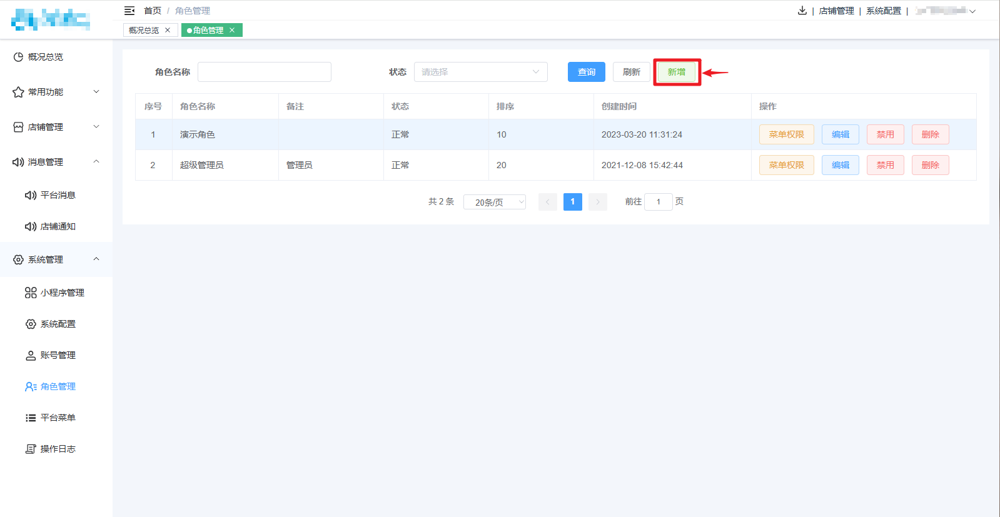 首页 / 角色管理
| 店铺管理 | 系统配置 |
概况总览 × ●角色管理 ×
概况总览
常用功能
店铺管理
消息管理
平台消息
店铺通知
系统管理
小程序管理
系统配置
账号管理
角色管理
平台菜单
操作日志
角色名称 状态 请选择 查询 刷新 新增
序号 角色名称 备注 状态 排序 创建时间 操作
1 演示角色 正常 10 2023-03-20 11:31:24 菜单权限 编辑 禁用 删除
2 超级管理员 管理员 正常 20 2021-12-08 15:42:44 菜单权限 编辑 禁用 删除
共 2 条 20条/页 < 1 > 前往 1 页